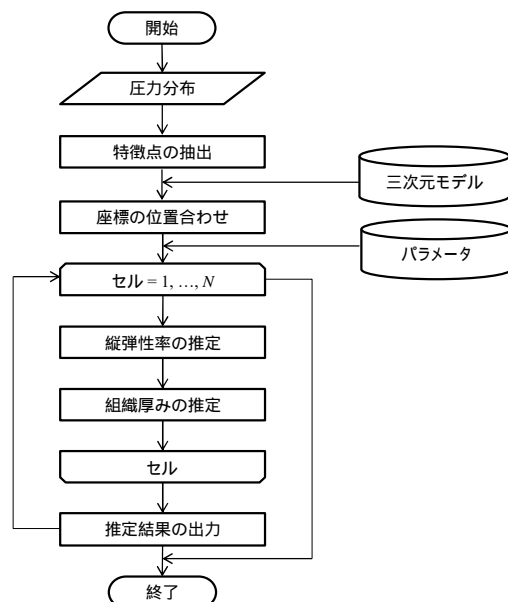 開始
圧力分布
特徴点の抽出
三次元モデル
座標の位置合わせ
パラメータ
セル = 1, …, N
縦弾性率の推定
組織厚みの推定
セル
推定結果の出力
終了